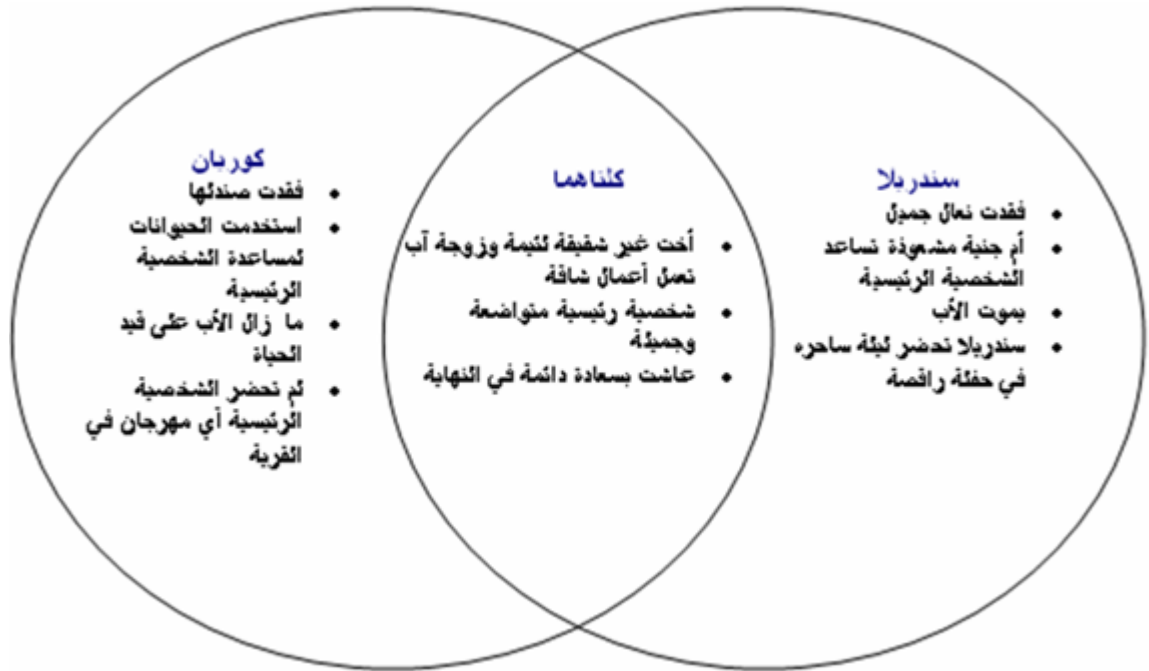 سندريلا
فقدت نعال جميل
أم جنية مشعوذة تساعد
الشخصية الرئيسية
يموت الأب
سندريلا تحضر ليلة ساحره
في حفلة راقصة
كلتاهما
أخت غير شقيقة لئيمة وزوجة آب
تعمل أعمال شاقة
شخصية رئيسية متواضعة
وجميلة
عاشت بسعادة دائمة في النهاية
كوريان
فقدت صندلها
استخدمت الحيوانات
لمساعدة الشخصية
الرئيسية
ما زال الأب على قيد
الحياة
لم تحضر الشخصية
الرئيسية أي مهرجان في
القرية